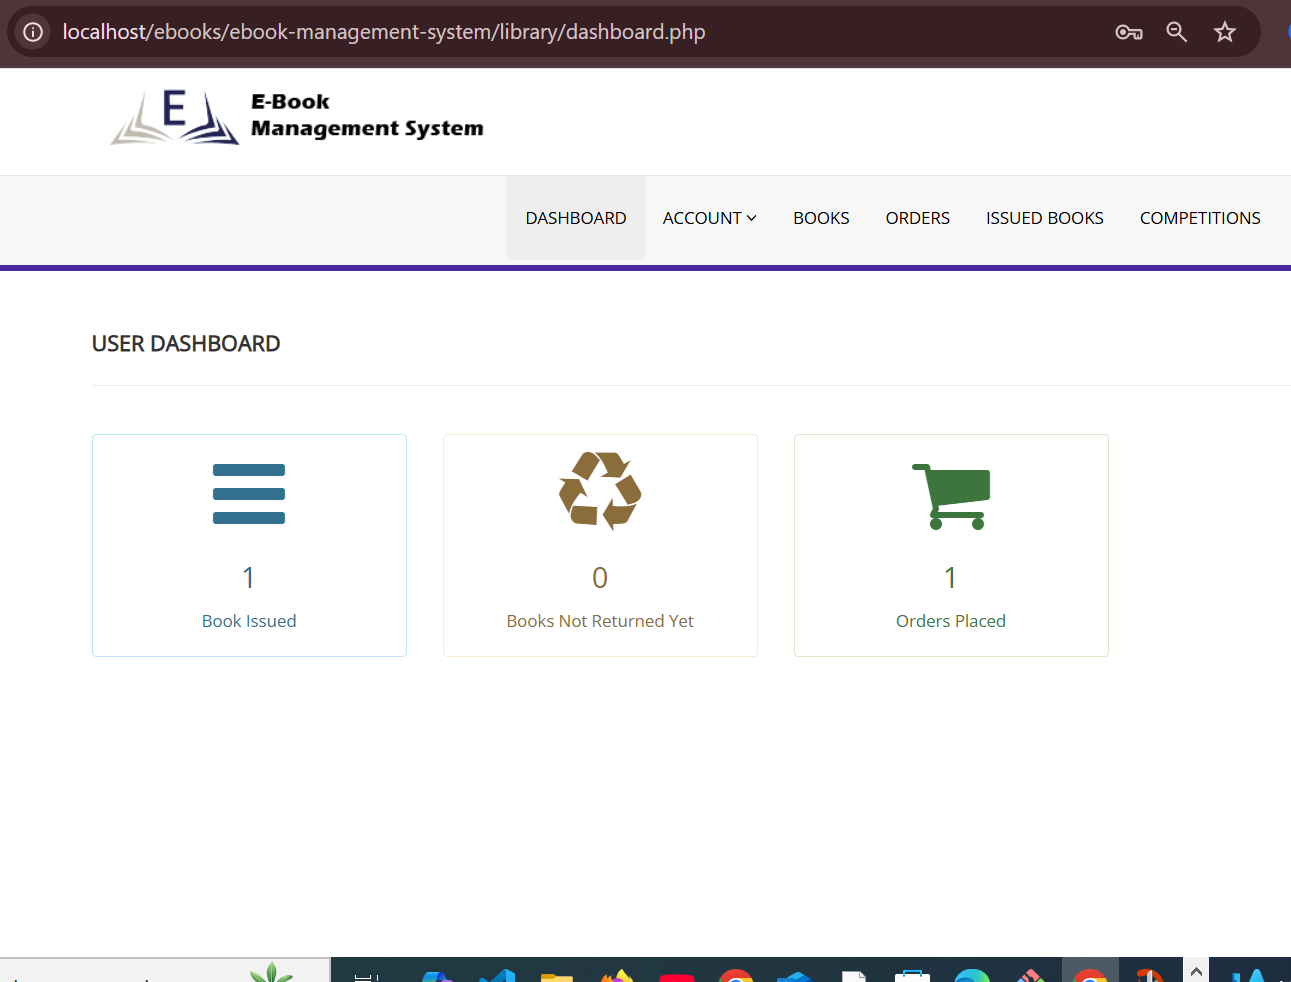 localhost/ebooks/ebook-management-system/library/dashboard.php
E
E-Book
Management System
DASHBOARD
ACCOUNT
BOOKS
ORDERS
ISSUED BOOKS
COMPETITIONS
USER DASHBOARD
1
Book Issued
0
Books Not Returned Yet
1
Orders Placed